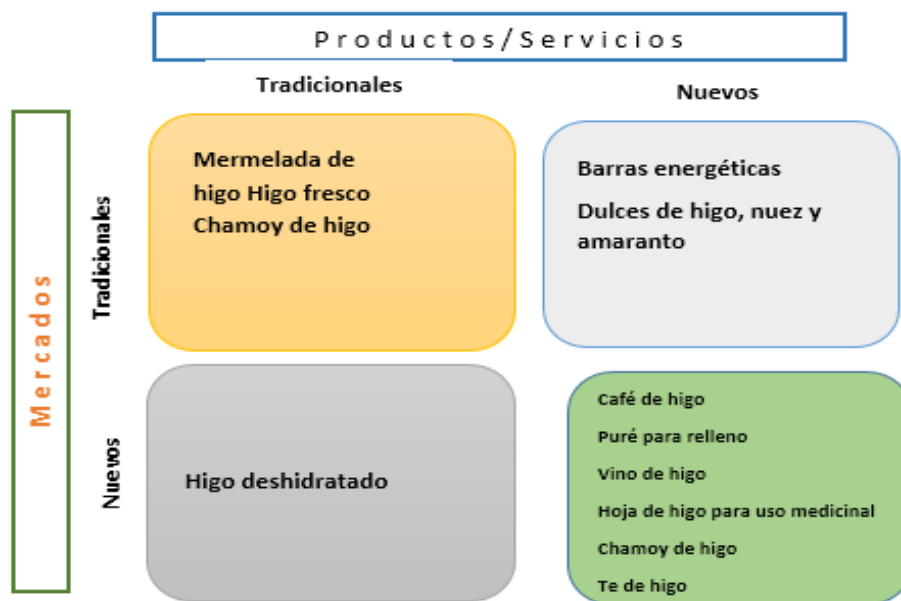 Productos/Servicios
Tradicionales
Nuevos
Mercados
Tradicionales
Mermelada de
higo Higo fresco
Chamoy de higo
Barras energéticas
Dulces de higo, nuez y
amaranto
Nuevos
Higo deshidratado
Café de higo
Puré para relleno
Vino de higo
Hoja de higo para uso medicinal
Chamoy de higo
Te de higo